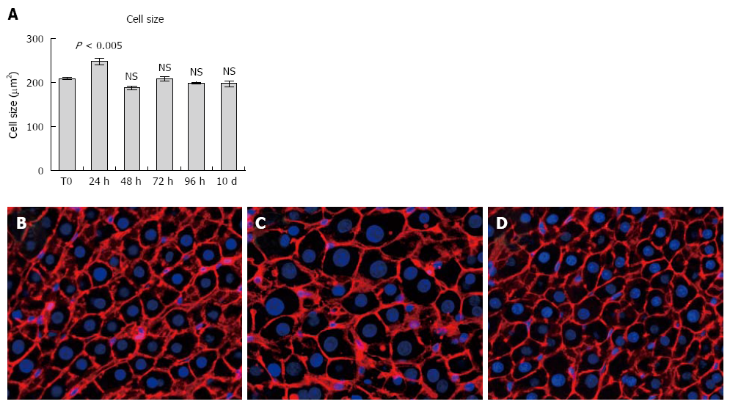 A
Cell size
300
P < 0.005
NS
NS
NS
NS
200
Cell size (μm²)
100
0
T0 24 h 48 h 72 h 96 h 10 d
B
C
D